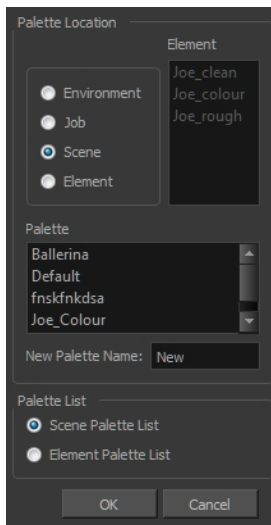 Palette Location
Element
Joe_clean
Joe_colour
Joe_rough
Environment
Job
Scene
Element
Palette
Ballerina
Default
fnskfnkdsa
Joe_Colour
New Palette Name: New
Palette List
Scene Palette List
Element Palette List
OK Cancel